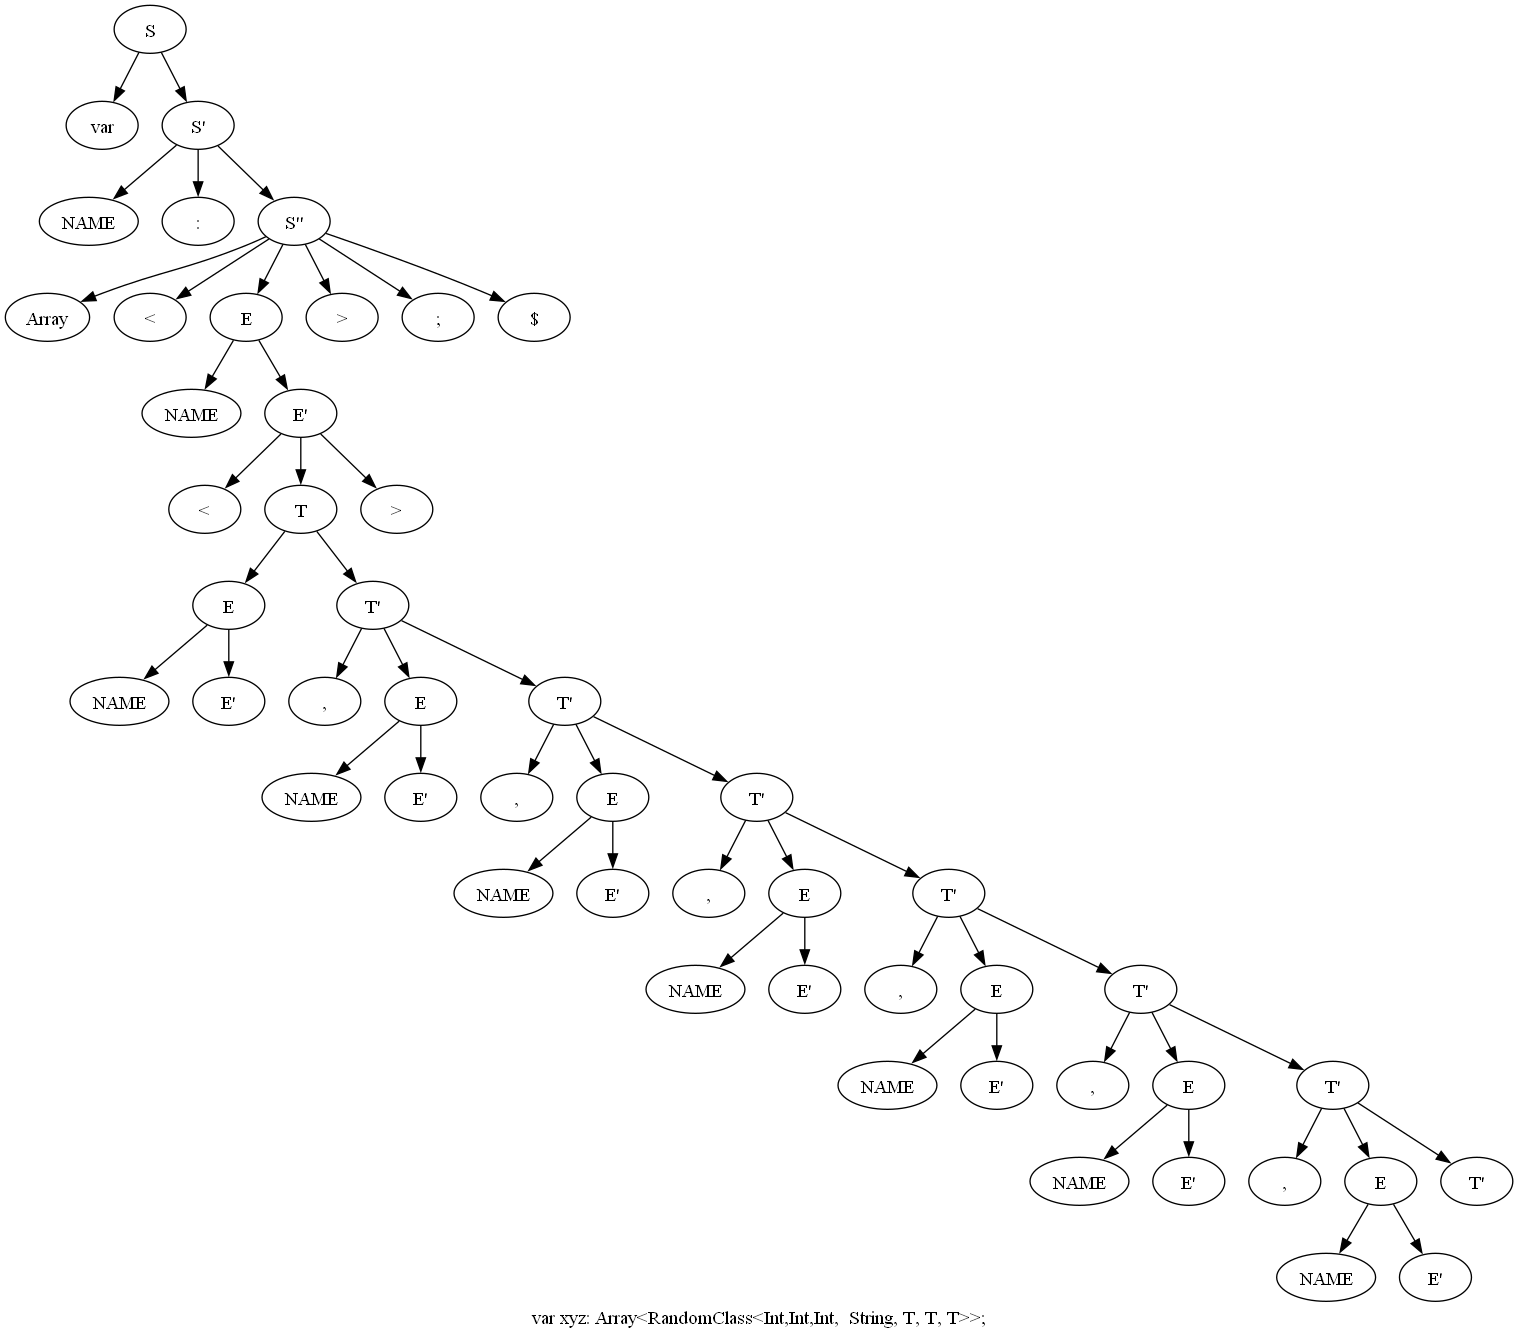 S
var S'
NAME : S''
Array < E > ; $
NAME E'
< T >
E T'
NAME E' , E T'
NAME E' , E T'
NAME E' , E T'
NAME E' , E T'
NAME E' , E T'
NAME E' , E T'
NAME E'
var xyz: Array<RandomClass<Int,Int,Int,  String, T, T, T>>;